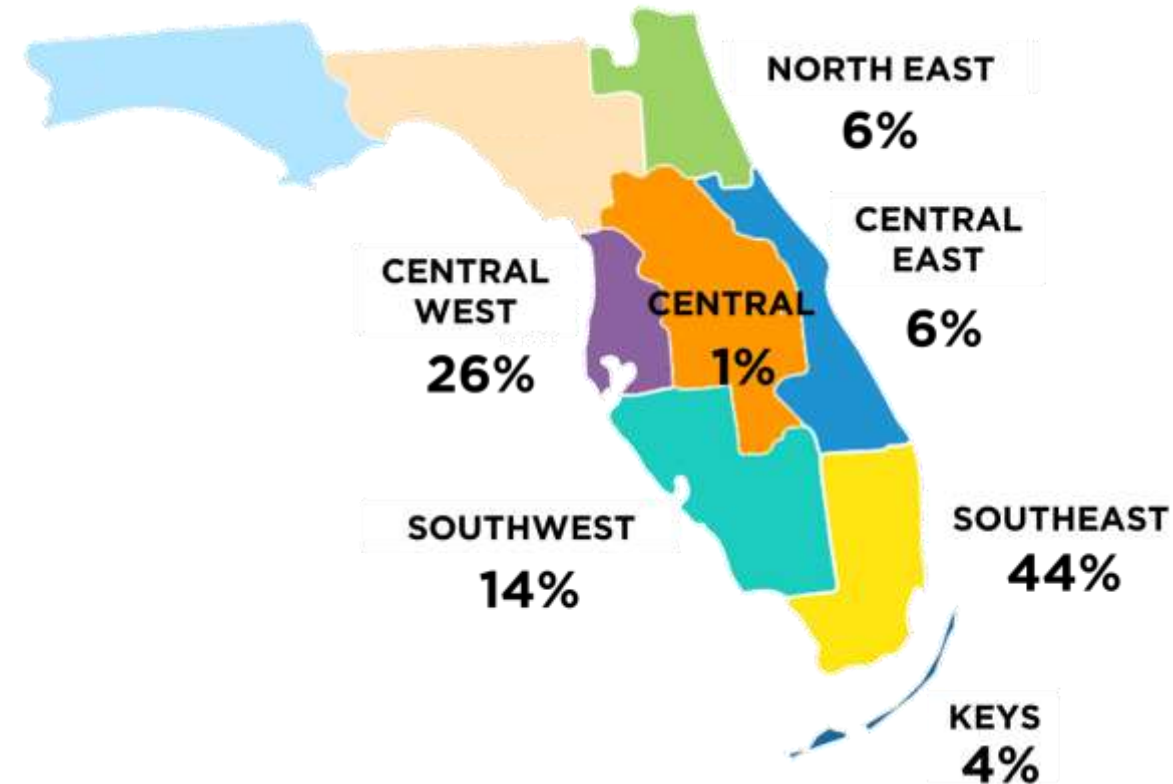 NORTH EAST
6%
CENTRAL
EAST
6%
CENTRAL
WEST
26%
CENTRAL
1%
SOUTHWEST
14%
SOUTHEAST
44%
KEYS
4%